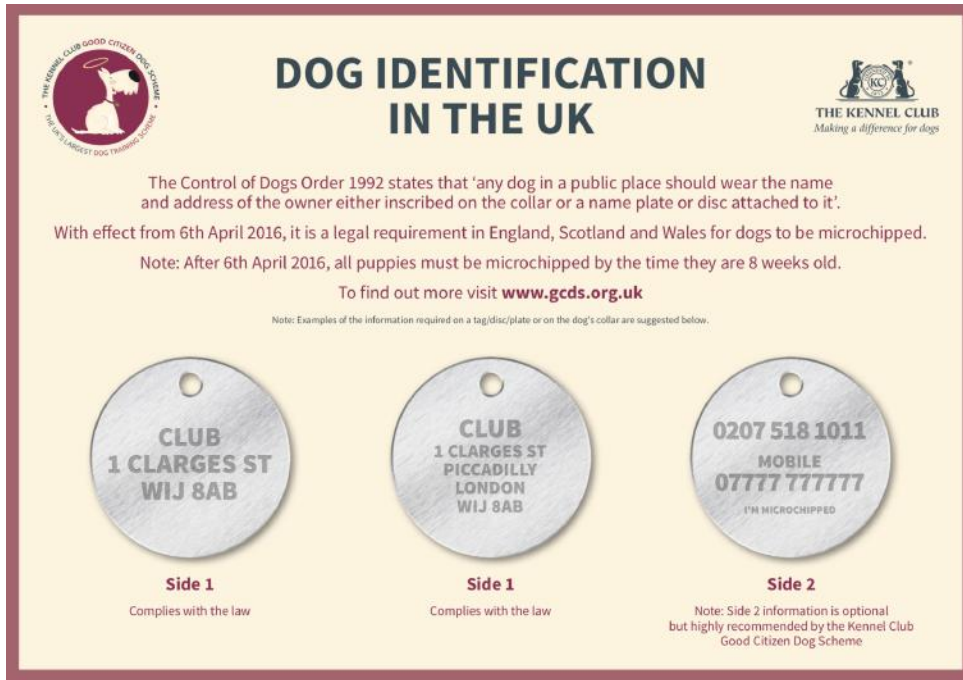 THE KENNEL CLUB GOOD CITIZEN DOG SCHEME
THE UK'S LARGEST DOG TRAINING SCHEME
DOG IDENTIFICATION
IN THE UK
KC
THE KENNEL CLUB
Making a difference for dogs
The Control of Dogs Order 1992 states that ‘any dog in a public place should wear the name
and address of the owner either inscribed on the collar or a name plate or disc attached to it’.
With effect from 6th April 2016, it is a legal requirement in England, Scotland and Wales for dogs to be microchipped.
Note: After 6th April 2016, all puppies must be microchipped by the time they are 8 weeks old.
To find out more visit www.gcds.org.uk
Note: Examples of the information required on a tag/disc/plate or on the dog's collar are suggested below.
CLUB
1 CLARGES ST
WIJ 8AB
Side 1
Complies with the law
CLUB
1 CLARGES ST
PICCADILLY
LONDON
WIJ 8AB
Side 1
Complies with the law
0207 518 1011
MOBILE
07777 777777
I'M MICROCHIPPED
Side 2
Note: Side 2 information is optional
but highly recommended by the Kennel Club
Good Citizen Dog Scheme